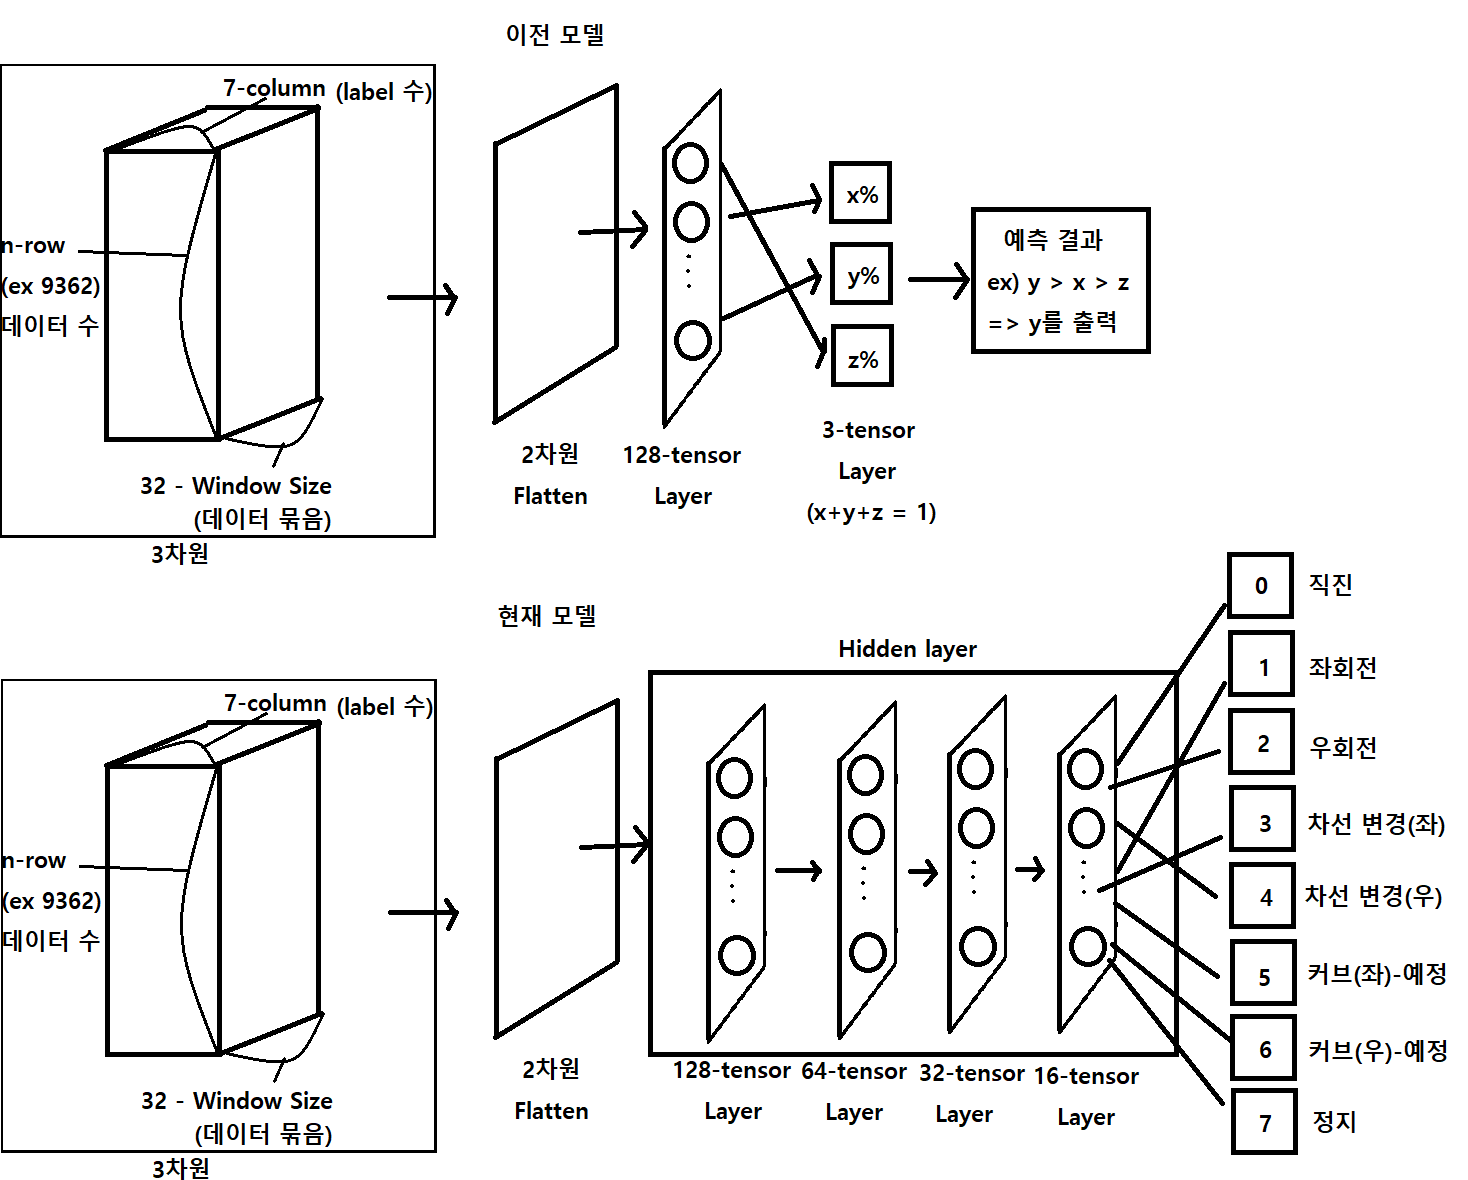 이전 모델
7-column (label 수)
n-row
(ex 9362)
데이터 수
32 - Window Size
(데이터 묶음)
3차원
2차원
Flatten
128-tensor
Layer
x%
y%
z%
3-tensor
Layer
(x+y+z = 1)
예측 결과
ex) y > x > z
=> y를 출력
현재 모델
7-column (label 수)
n-row
(ex 9362)
데이터 수
32 - Window Size
(데이터 묶음)
3차원
2차원
Flatten
Hidden layer
128-tensor
Layer
64-tensor
Layer
32-tensor
Layer
16-tensor
Layer
0 직진
1 좌회전
2 우회전
3 차선 변경(좌)
4 차선 변경(우)
5 커브(좌)-예정
6 커브(우)-예정
7 정지